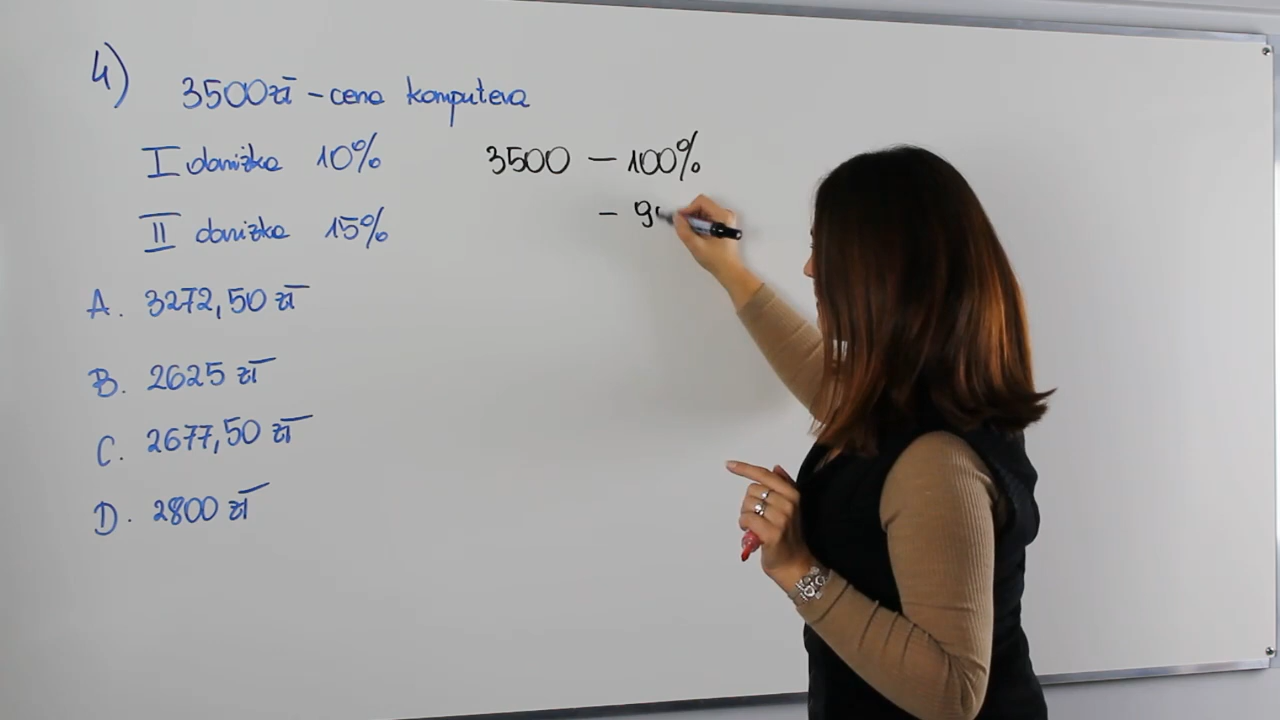 4)
3500zł - cena komputera
I obniżka 10%
II obniżka 15%
A. 3272,50 zł
B. 2625 zł
C. 2677,50 zł
D. 2800 zł
3500 - 100%
- 9